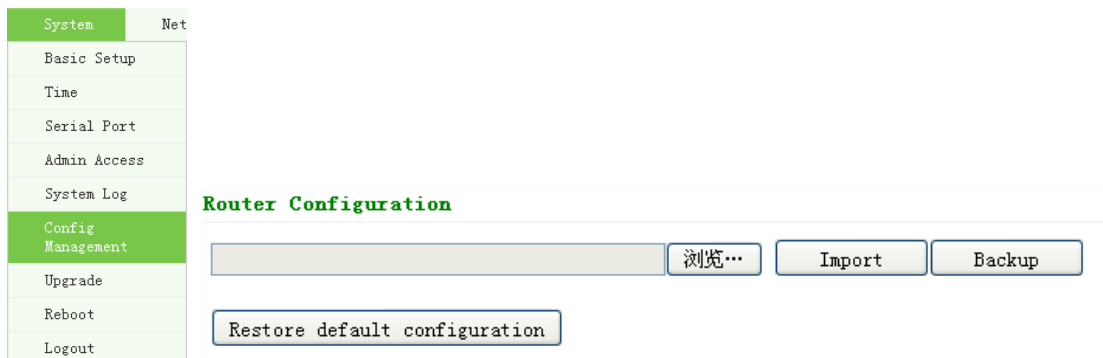 System
Net
Basic Setup
Time
Serial Port
Admin Access
System Log
Config
Management
Upgrade
Reboot
Logout
Router Configuration
浏览… Import Backup
Restore default configuration